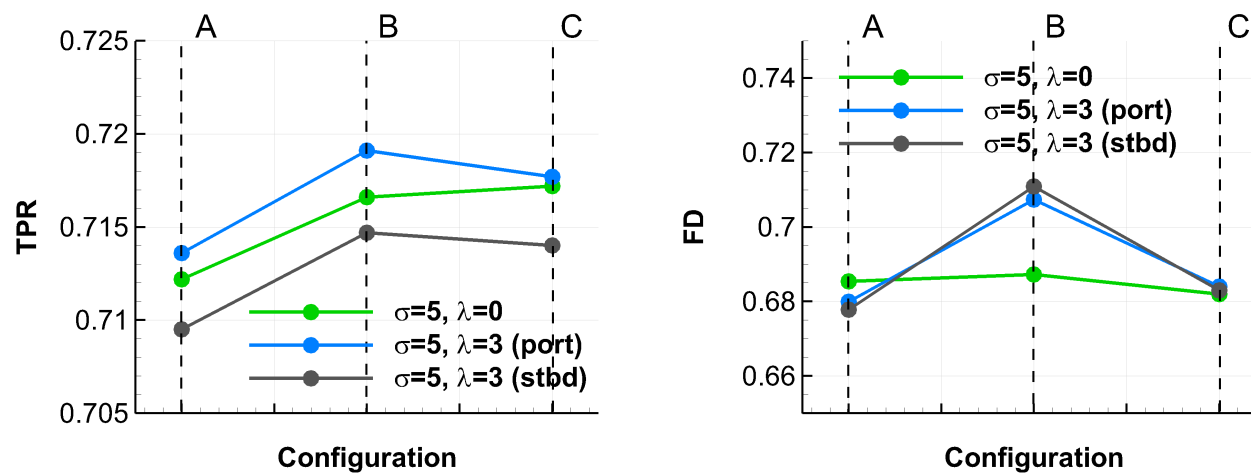 A B C
0.725
0.72
0.715
0.71
0.705
TPR
σ=5, λ=0
σ=5, λ=3 (port)
σ=5, λ=3 (stbd)
Configuration
A B C
0.74
0.72
0.7
0.68
0.66
FD
σ=5, λ=0
σ=5, λ=3 (port)
σ=5, λ=3 (stbd)
Configuration